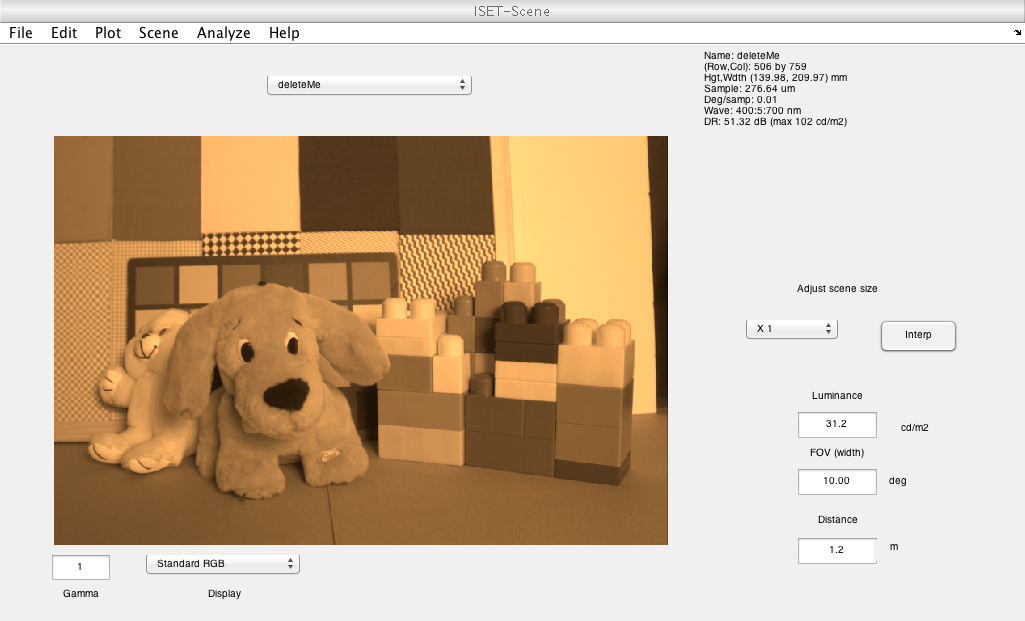 ISET-Scene
File Edit Plot Scene Analyze Help
deleteMe
Name: deleteMe
(Row,Col): 506 by 759
Hgt,Wdth (139.98, 209.97) mm
Sample: 276.64 um
Deg/samp: 0.01
Wave: 400:5:700 nm
DR: 51.32 dB (max 102 cd/m2)
Adjust scene size
X 1
Interp
Luminance
31.2 cd/m2
FOV (width)
10.00 deg
Distance
1.2 m
1 Standard RGB
Gamma Display